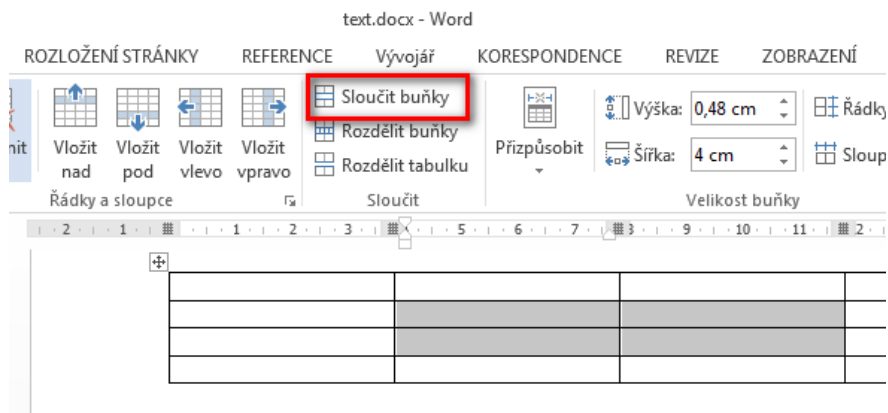 text.docx - Word
ROZLOŽENÍ STRÁNKY REFERENCE Vývojář KORESPONDENCE REVIZE ZOBRAZENÍ
Sloučit buňky
Rozdělit buňky
Rozdělit tabulku
nit
Vložit nad
Vložit pod
Vložit vlevo
Vložit vpravo
Přizpůsobit
Výška: 0,48 cm
Šířka: 4 cm
Řádky
Sloup
Řádky a sloupce Sloučit Velikost buňky
2 1 1 2 3 5 6 7 8 9 10 11 2